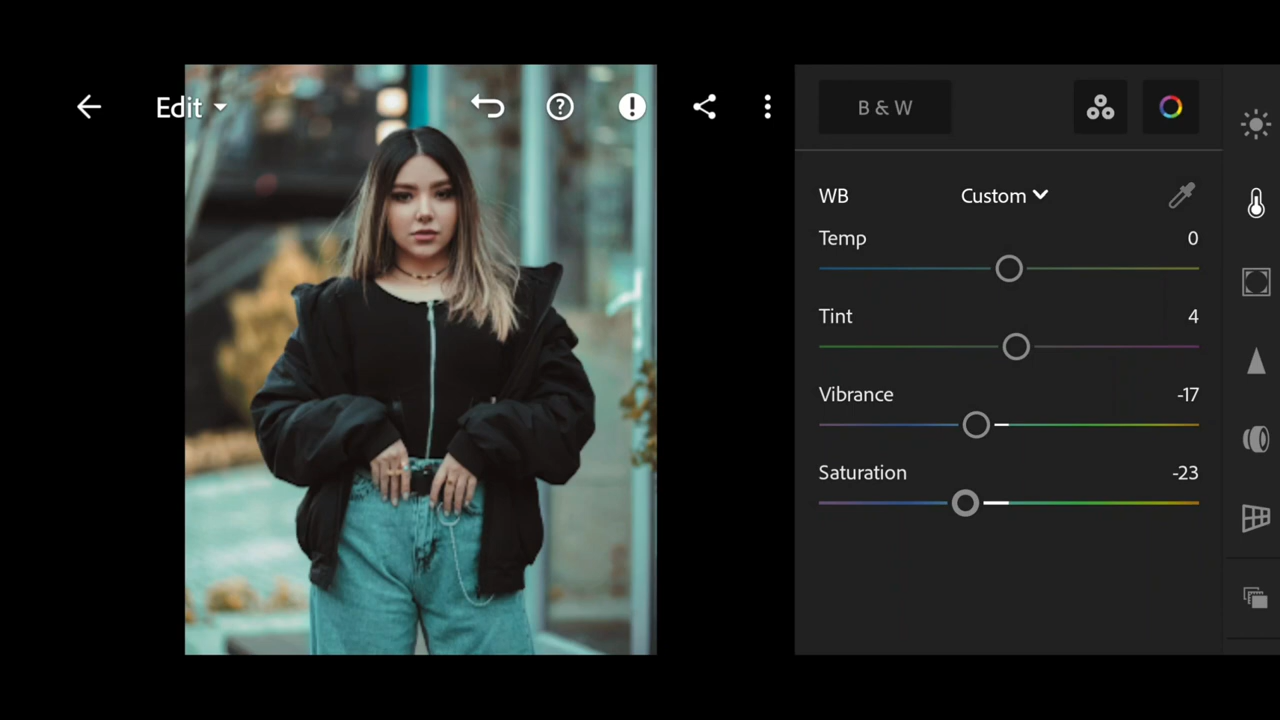 Edit
B & W
WB Custom
Temp 0
Tint 4
Vibrance -17
Saturation -23